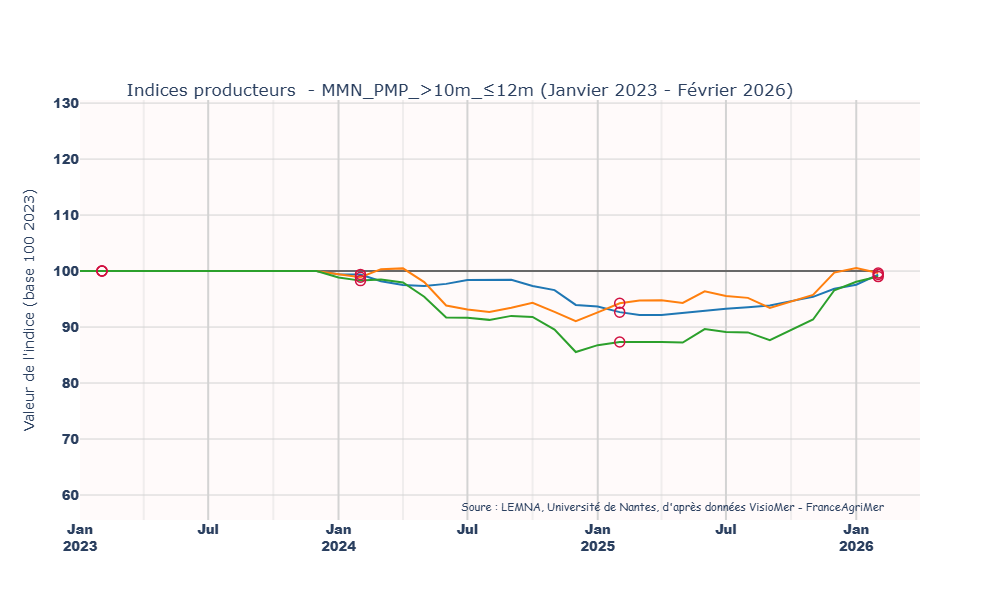 Indices producteurs - MMN_PMP_>10m_≤12m (Janvier 2023 - Février 2026)
Valeur de l'indice (base 100 2023)
130
120
110
100
90
80
70
60
Soure : LEMNA, Université de Nantes, d'après données VisioMer - FranceAgriMer
Jan Jul Jan Jul Jan Jul Jan
2023 2024 2025 2026